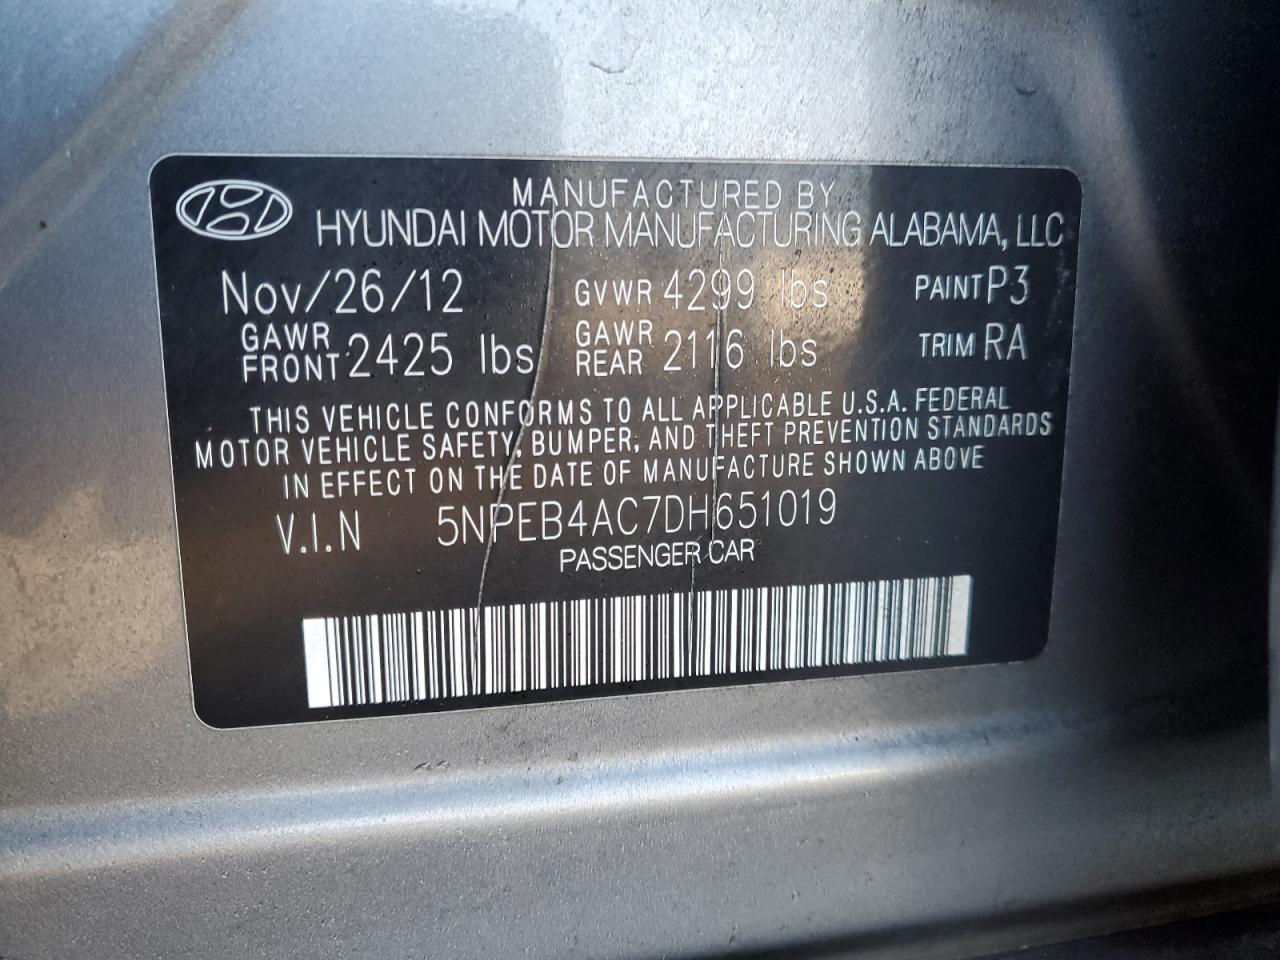 MANUFACTURED BY
HYUNDAI MOTOR MANUFACTURING ALABAMA, LLC
Nov/26/12 GVWR 4299 lbs PAINT P3
GAWR FRONT 2425 lbs GAWR REAR 2116 lbs TRIM RA
THIS VEHICLE CONFORMS TO ALL APPLICABLE U.S.A. FEDERAL
MOTOR VEHICLE SAFETY, BUMPER, AND THEFT PREVENTION STANDARDS
IN EFFECT ON THE DATE OF MANUFACTURE SHOWN ABOVE
V.I.N 5NPEB4AC7DH651019
PASSENGER CAR